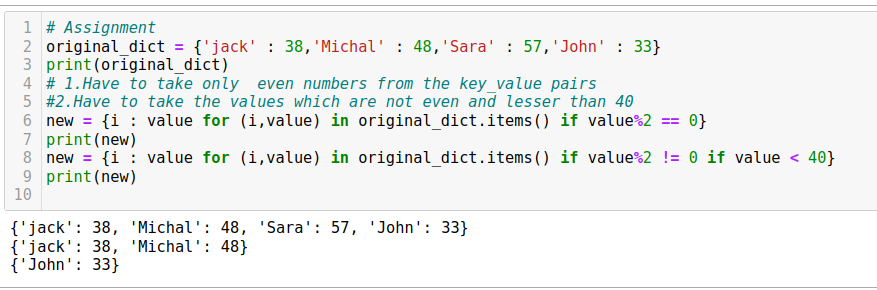 1 # Assignment
2 original_dict = {'jack' : 38,'Michal' : 48,'Sara' : 57,'John' : 33}
3 print(original_dict)
4 # 1.Have to take only  even numbers from the key_value pairs
5 #2.Have to take the values which are not even and lesser than 40
6 new = {i : value for (i,value) in original_dict.items() if value%2 == 0}
7 print(new)
8 new = {i : value for (i,value) in original_dict.items() if value%2 != 0 if value < 40}
9 print(new)
10
{'jack': 38, 'Michal': 48, 'Sara': 57, 'John': 33}
{'jack': 38, 'Michal': 48}
{'John': 33}